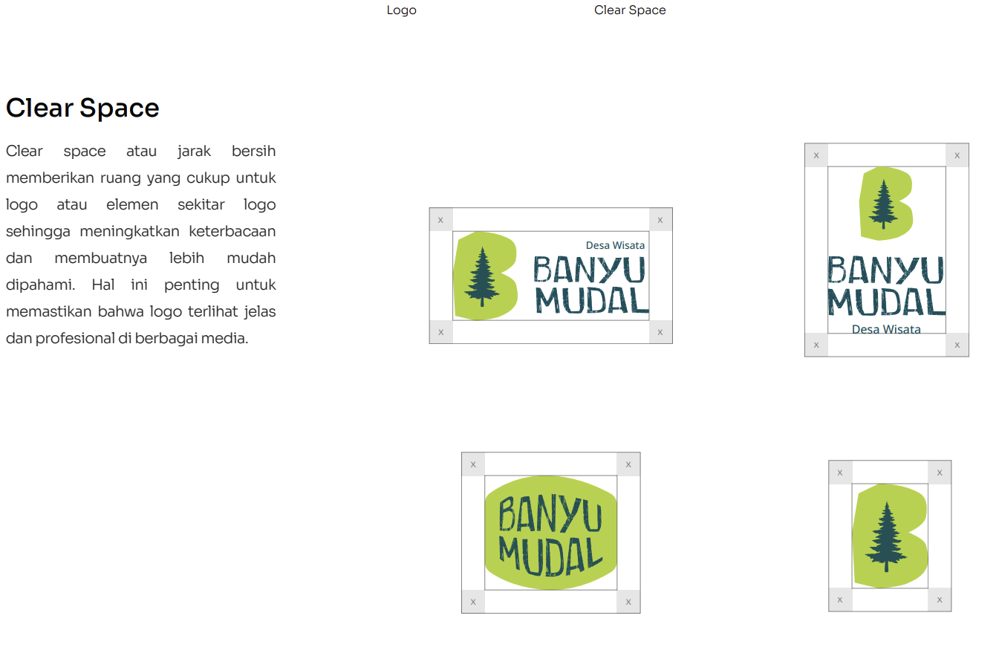 Logo
Clear Space
Clear Space
Clear space atau jarak bersih
memberikan ruang yang cukup untuk
logo atau elemen sekitar logo
sehingga meningkatkan keterbacaan
dan membuatnya lebih mudah
dipahami. Hal ini penting untuk
memastikan bahwa logo terlihat jelas
dan profesional di berbagai media.
x x
Desa Wisata
BANYU
MUDAL
x x
x x
BANYU
MUDAL
Desa Wisata
x x
x x
BANYU
MUDAL
x x
x x
x x